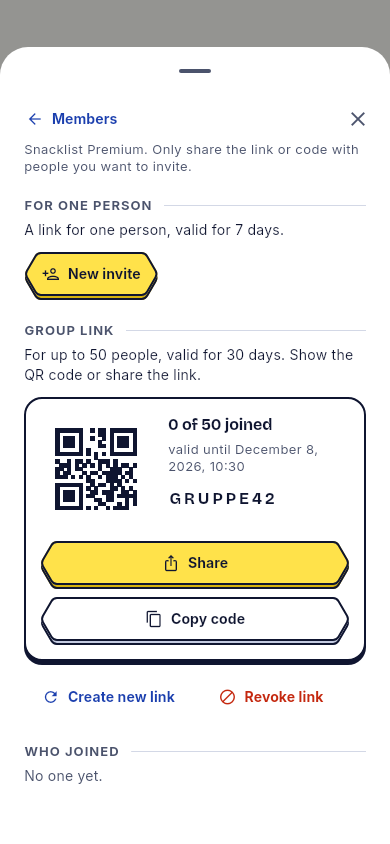 Members
Snacklist Premium. Only share the link or code with
people you want to invite.
FOR ONE PERSON
A link for one person, valid for 7 days.
New invite
GROUP LINK
For up to 50 people, valid for 30 days. Show the
QR code or share the link.
0 of 50 joined
valid until December 8,
2026, 10:30
GRUPPE42
Share
Copy code
Create new link
Revoke link
WHO JOINED
No one yet.